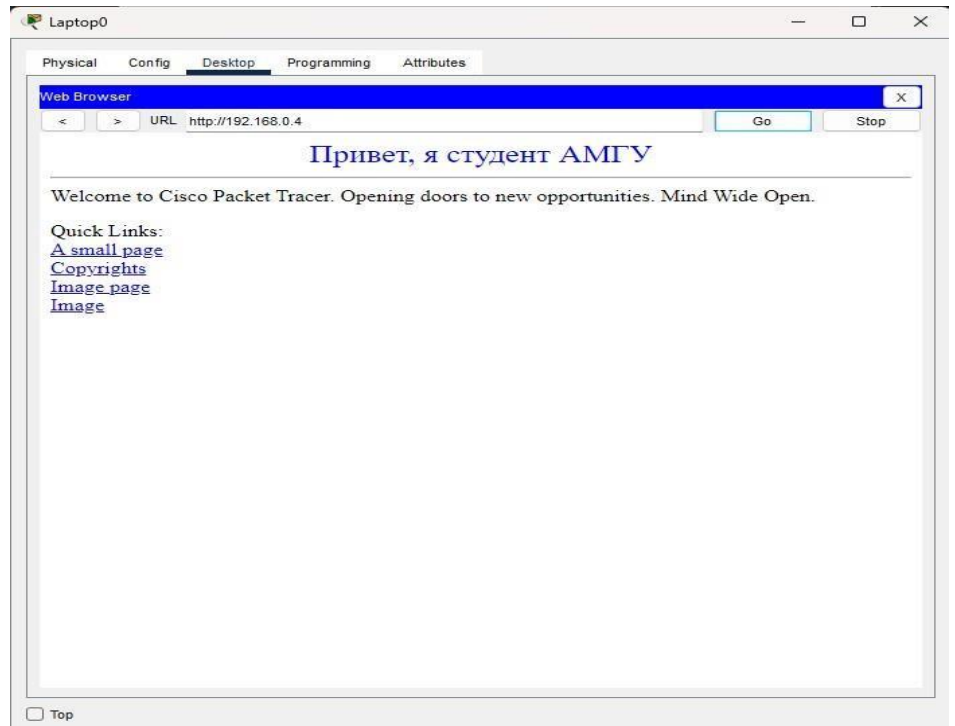 Laptop0
Physical Config Desktop Programming Attributes
Web Browser X
< > URL http://192.168.0.4 Go Stop
Привет, я студент АМГУ
Welcome to Cisco Packet Tracer. Opening doors to new opportunities. Mind Wide Open.
Quick Links:
A small page
Copyrights
Image page
Image
Top